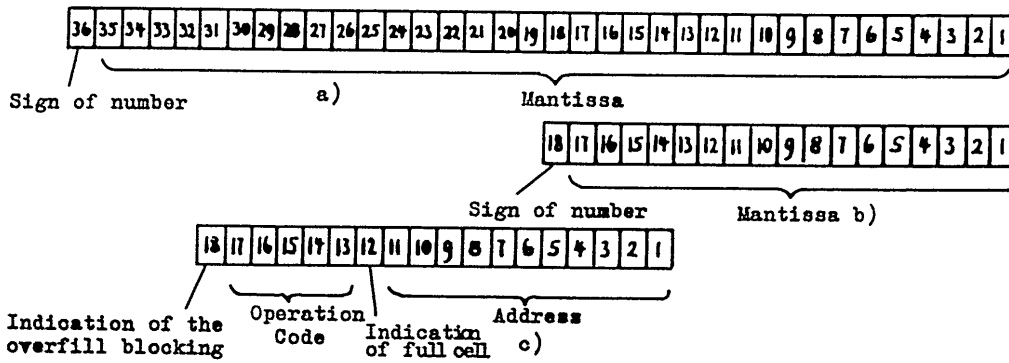 36 35 34 33 32 31 30 29 28 27 26 25 24 23 22 21 20 19 18 17 16 15 14 13 12 11 10 9 8 7 6 5 4 3 2 1
Sign of number
a)
Mantissa
18 17 16 15 14 13 12 11 10 9 8 7 6 5 4 3 2 1
Sign of number
Mantissa b)
18 17 16 15 14 13 12 11 10 9 8 7 6 5 4 3 2 1
Indication of the
overfill blocking
Operation
Code
Indication
of full cell
c)
Address